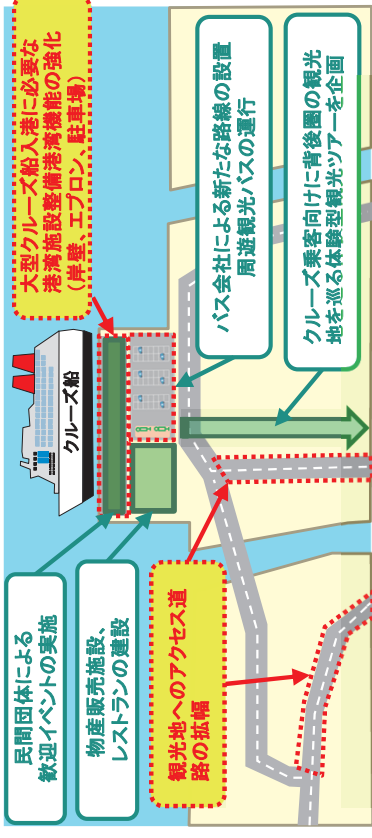 民間団体による
歓迎イベントの実施
物産販売施設、
レストランの建設
観光地へのアクセス道
路の拡幅
クルーズ船
大型クルーズ船入港に必要な
港湾施設整備港湾機能の強化
(岸壁、エプロン、駐車場)
バス会社による新たな路線の設置
周遊観光バスの運行
クルーズ乗客向けに背後圏の観光
地を巡る体験型観光ツアーを企画